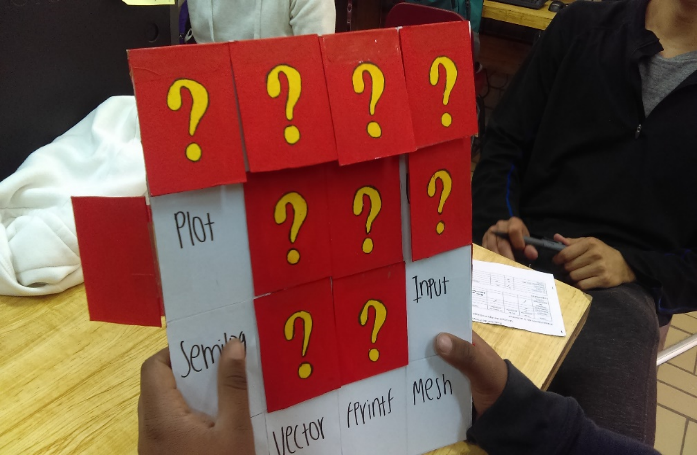 ? ? ? ?
Plot ? ? ?
Semilog ? ? Input
Vector fprintf Mesh